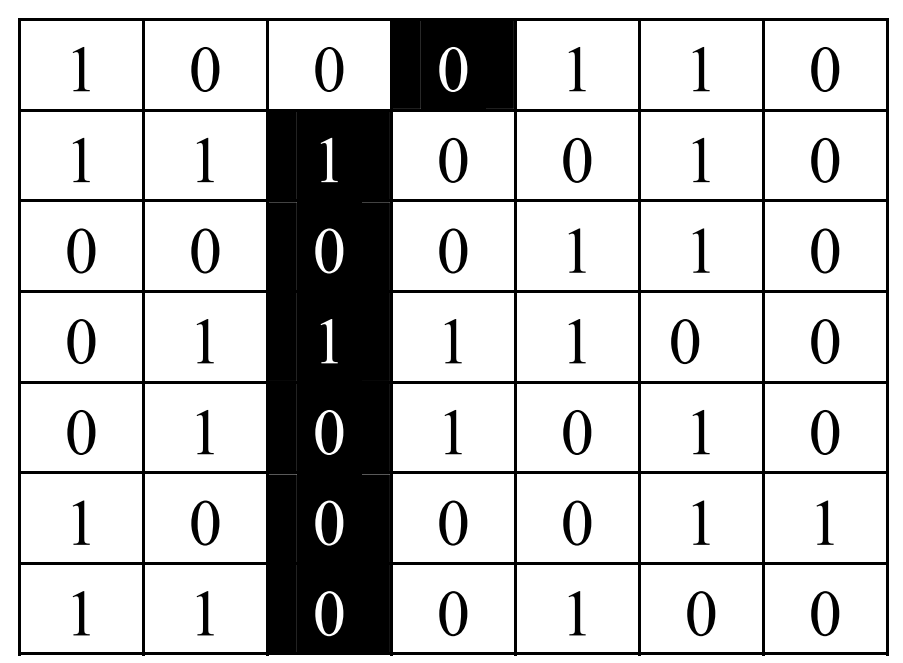 1 0 0 0 1 1 0
1 1 1 0 0 1 0
0 0 0 0 1 1 0
0 1 1 1 1 0 0
0 1 0 1 0 1 0
1 0 0 0 0 1 1
1 1 0 0 1 0 0